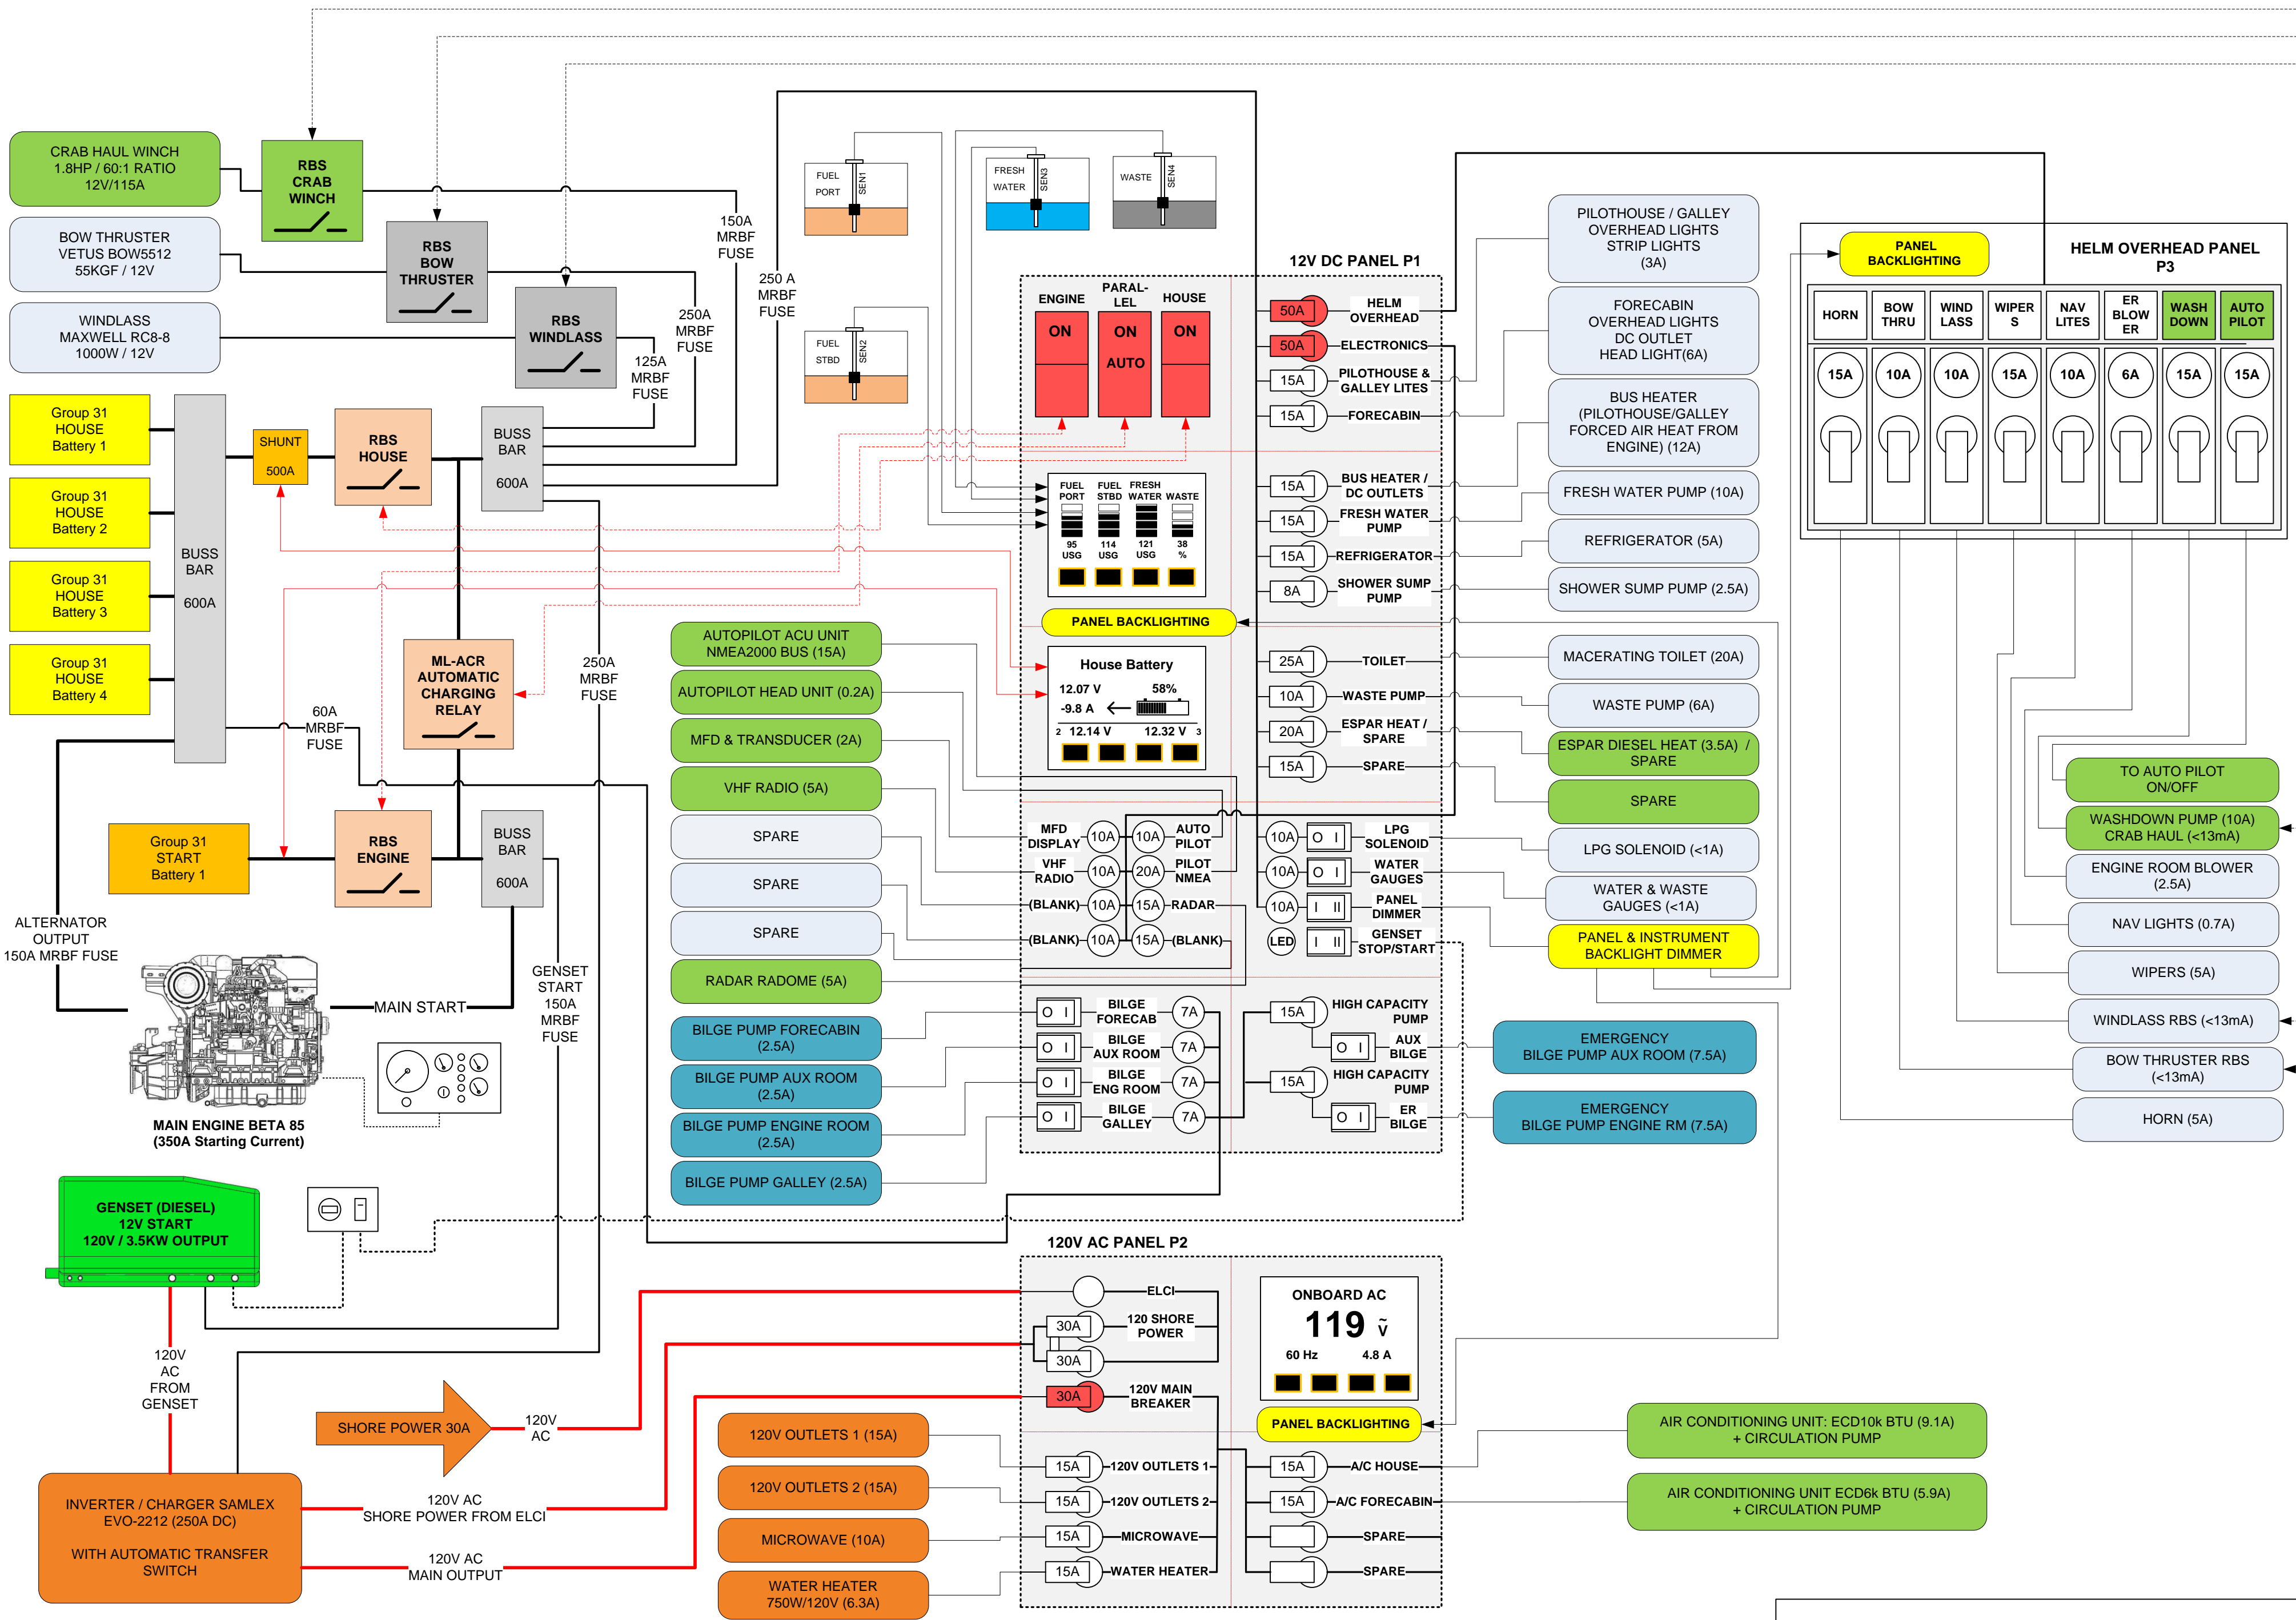 CRAB HAUL WINCH
1.8HP / 60:1 RATIO
12V/115A
RBS
CRAB
WINCH
BOW THRUSTER
VETUS BOW5512
55KGF / 12V
RBS
BOW
THRUSTER
WINDLASS
MAXWELL RC8-8
1000W / 12V
RBS
WINDLASS
150A
MRBF
FUSE
250A
MRBF
FUSE
125A
MRBF
FUSE
250 A
MRBF
FUSE
Group 31
HOUSE
Battery 1
Group 31
HOUSE
Battery 2
Group 31
HOUSE
Battery 3
Group 31
HOUSE
Battery 4
BUSS
BAR
600A
SHUNT
500A
RBS
HOUSE
BUSS
BAR
600A
ML-ACR
AUTOMATIC
CHARGING
RELAY
60A
MRBF
FUSE
250A
MRBF
FUSE
Group 31
START
Battery 1
RBS
ENGINE
BUSS
BAR
600A
ALTERNATOR
OUTPUT
150A MRBF FUSE
MAIN START
GENSET
START
150A
MRBF
FUSE
MAIN ENGINE BETA 85
(350A Starting Current)
GENSET (DIESEL)
12V START
120V / 3.5KW OUTPUT
120V
AC
FROM
GENSET
SHORE POWER 30A
120V
AC
INVERTER / CHARGER SAMLEX
EVO-2212 (250A DC)
WITH AUTOMATIC TRANSFER
SWITCH
120V AC
SHORE POWER FROM ELCI
120V AC
MAIN OUTPUT
FUEL
PORT
SEN1
FUEL
STBD
SEN2
FRESH
WATER
SEN3
WASTE
SEN4
12V DC PANEL P1
ENGINE
PARAL-
LEL
HOUSE
ON
ON
AUTO
ON
FUEL
PORT
FUEL
STBD
FRESH
WATER
WASTE
95
USG
114
USG
121
USG
38
%
PANEL BACKLIGHTING
House Battery
12.07 V
58%
-9.8 A
2 12.14 V
12.32 V 3
50A
HELM
OVERHEAD
50A
ELECTRONICS
15A
PILOTHOUSE &
GALLEY LITES
15A
FORECABIN
15A
BUS HEATER /
DC OUTLETS
15A
FRESH WATER
PUMP
15A
REFRIGERATOR
8A
SHOWER SUMP
PUMP
25A
TOILET
10A
WASTE PUMP
20A
ESPAR HEAT /
SPARE
15A
SPARE
MFD
DISPLAY
10A
10A
AUTO
PILOT
VHF
RADIO
10A
20A
PILOT
NMEA
(BLANK)
10A
15A
RADAR
(BLANK)
10A
15A
(BLANK)
10A
O I
LPG
SOLENOID
10A
O I
WATER
GAUGES
10A
I II
PANEL
DIMMER
LED
I II
GENSET
STOP/START
O I
BILGE
FORECAB
7A
O I
BILGE
AUX ROOM
7A
O I
BILGE
ENG ROOM
7A
O I
BILGE
GALLEY
7A
15A
HIGH CAPACITY
PUMP
O I
AUX
BILGE
15A
HIGH CAPACITY
PUMP
O I
ER
BILGE
AUTOPILOT ACU UNIT
NMEA2000 BUS (15A)
AUTOPILOT HEAD UNIT (0.2A)
MFD & TRANSDUCER (2A)
VHF RADIO (5A)
SPARE
SPARE
SPARE
RADAR RADOME (5A)
BILGE PUMP FORECABIN
(2.5A)
BILGE PUMP AUX ROOM
(2.5A)
BILGE PUMP ENGINE ROOM
(2.5A)
BILGE PUMP GALLEY (2.5A)
PILOTHOUSE / GALLEY
OVERHEAD LIGHTS
STRIP LIGHTS
(3A)
FORECABIN
OVERHEAD LIGHTS
DC OUTLET
HEAD LIGHT(6A)
BUS HEATER
(PILOTHOUSE/GALLEY
FORCED AIR HEAT FROM
ENGINE) (12A)
FRESH WATER PUMP (10A)
REFRIGERATOR (5A)
SHOWER SUMP PUMP (2.5A)
MACERATING TOILET (20A)
WASTE PUMP (6A)
ESPAR DIESEL HEAT (3.5A) /
SPARE
SPARE
LPG SOLENOID (<1A)
WATER & WASTE
GAUGES (<1A)
PANEL & INSTRUMENT
BACKLIGHT DIMMER
EMERGENCY
BILGE PUMP AUX ROOM (7.5A)
EMERGENCY
BILGE PUMP ENGINE RM (7.5A)
PANEL
BACKLIGHTING
HELM OVERHEAD PANEL
P3
HORN
BOW
THRU
WIND
LASS
WIPER
S
NAV
LITES
ER
BLOW
ER
WASH
DOWN
AUTO
PILOT
15A
10A
10A
15A
10A
6A
15A
15A
TO AUTO PILOT
ON/OFF
WASHDOWN PUMP (10A)
CRAB HAUL (<13mA)
ENGINE ROOM BLOWER
(2.5A)
NAV LIGHTS (0.7A)
WIPERS (5A)
WINDLASS RBS (<13mA)
BOW THRUSTER RBS
(<13mA)
HORN (5A)
120V AC PANEL P2
ELCI
30A
120 SHORE
POWER
30A
30A
120V MAIN
BREAKER
15A
120V OUTLETS 1
15A
120V OUTLETS 2
15A
MICROWAVE
15A
WATER HEATER
ONBOARD AC
119 ~
V
60 Hz
4.8 A
PANEL BACKLIGHTING
15A
A/C HOUSE
15A
A/C FORECABIN
SPARE
SPARE
120V OUTLETS 1 (15A)
120V OUTLETS 2 (15A)
MICROWAVE (10A)
WATER HEATER
750W/120V (6.3A)
AIR CONDITIONING UNIT: ECD10k BTU (9.1A)
+ CIRCULATION PUMP
AIR CONDITIONING UNIT ECD6k BTU (5.9A)
+ CIRCULATION PUMP